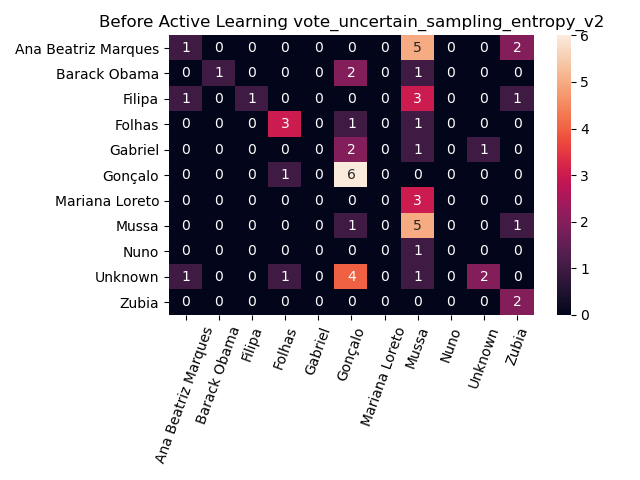 Before Active Learning vote_uncertain_sampling_entropy_v2
Ana Beatriz Marques 1 0 0 0 0 0 0 5 0 0 2
Barack Obama 0 1 0 0 0 2 0 1 0 0 0
Filipa 1 0 1 0 0 0 0 3 0 0 1
Folhas 0 0 0 3 0 1 0 1 0 0 0
Gabriel 0 0 0 0 0 2 0 1 0 1 0
Gonçalo 0 0 0 1 0 6 0 0 0 0 0
Mariana Loreto 0 0 0 0 0 0 0 3 0 0 0
Mussa 0 0 0 0 0 1 0 5 0 0 1
Nuno 0 0 0 0 0 0 0 1 0 0 0
Unknown 1 0 0 1 0 4 0 1 0 2 0
Zubia 0 0 0 0 0 0 0 0 0 0 2
Ana Beatriz Marques
Barack Obama
Filipa
Folhas
Gabriel
Gonçalo
Mariana Loreto
Mussa
Nuno
Unknown
Zubia
6
5
4
3
2
1
0